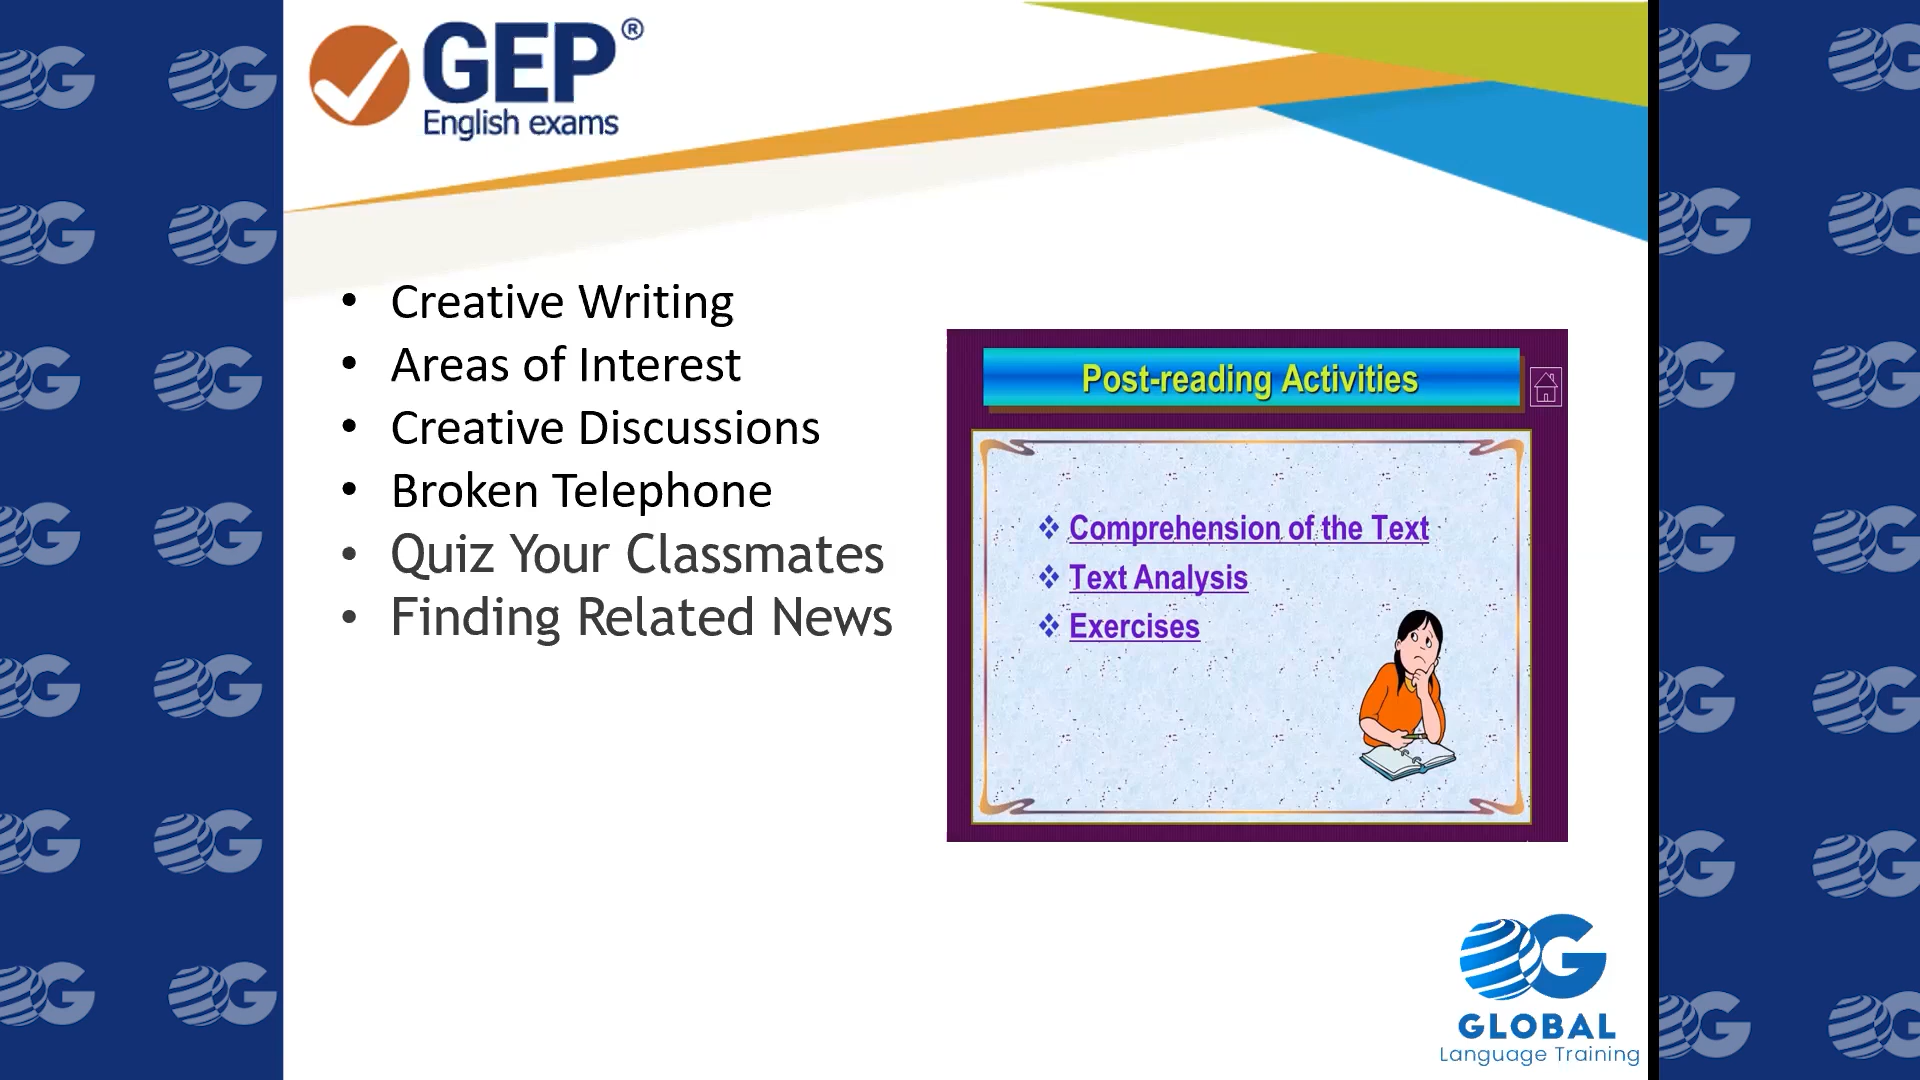 GEP®
English exams
• Creative Writing
• Areas of Interest
• Creative Discussions
• Broken Telephone
• Quiz Your Classmates
• Finding Related News
Post-reading Activities
❖ Comprehension of the Text
❖ Text Analysis
❖ Exercises
G
GLOBAL
Language Training